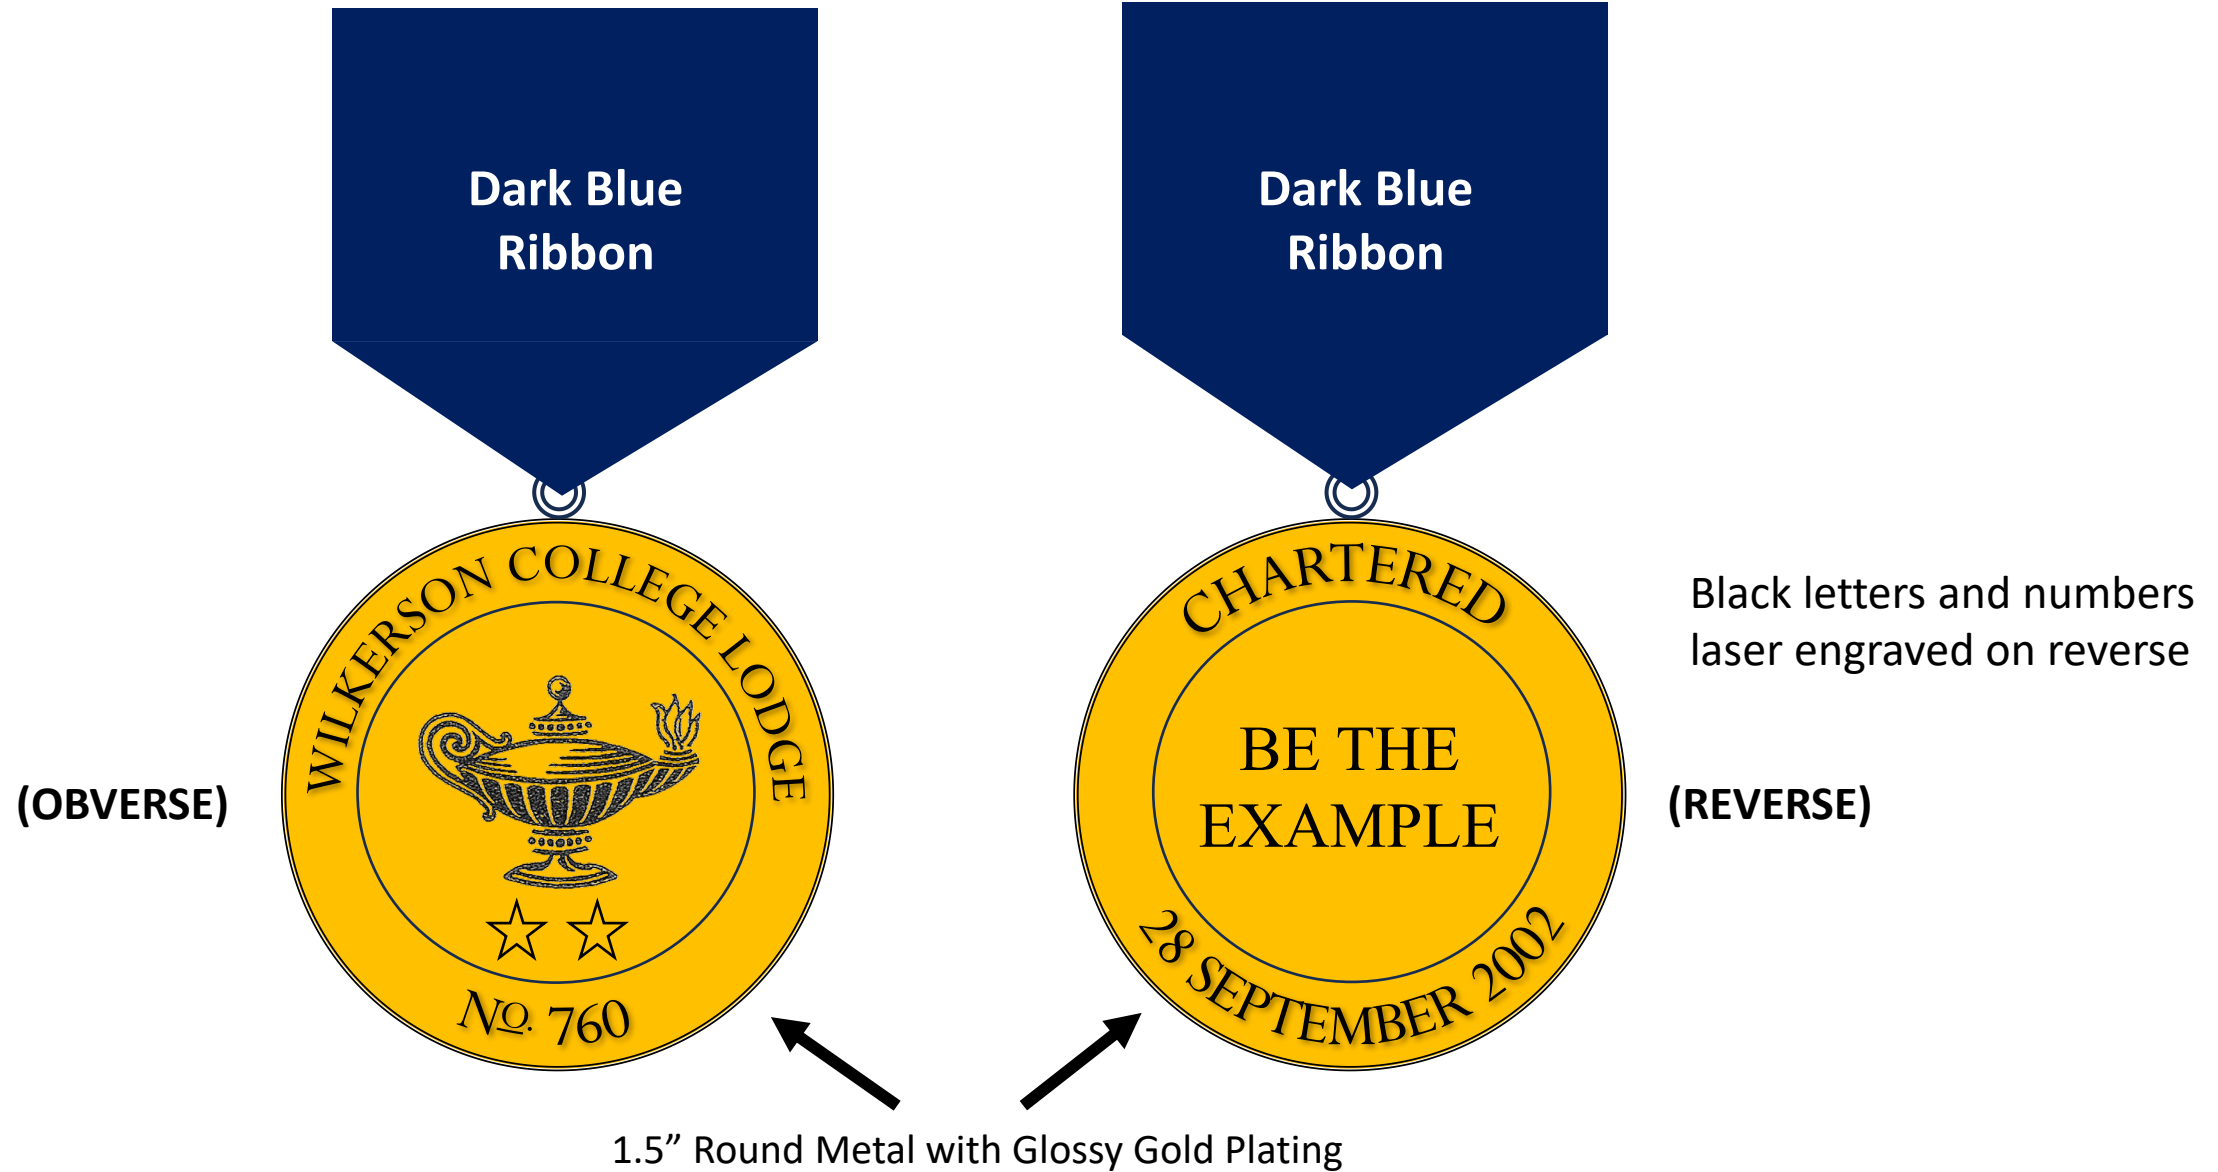 Dark Blue
Ribbon
Dark Blue
Ribbon
WILKERSON COLLEGE LODGE
No. 760
CHARTERED
BE THE
EXAMPLE
28 SEPTEMBER 2002
Black letters and numbers
laser engraved on reverse
(OBVERSE)
(REVERSE)
1.5” Round Metal with Glossy Gold Plating